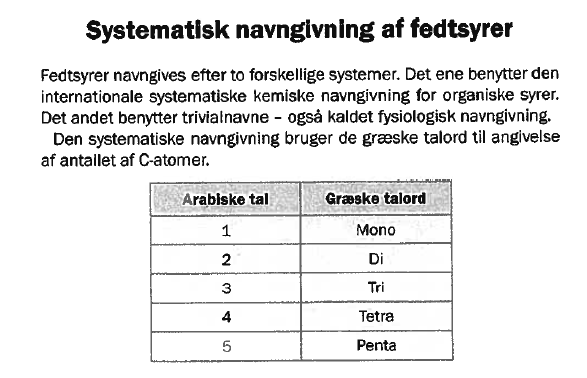 Systematisk navngivning af fedtsyrer
Fedtsyrer navngives efter to forskellige systemer. Det ene benytter den
internationale systematiske kemiske navngivning for organiske syrer.
Det andet benytter trivialnavne – også kaldet fysiologisk navngivning.
Den systematiske navngivning bruger de græske talord til angivelse
af antallet af C-atomer.
Arabiske tal Græske talord
1 Mono
2 Di
3 Tri
4 Tetra
5 Penta